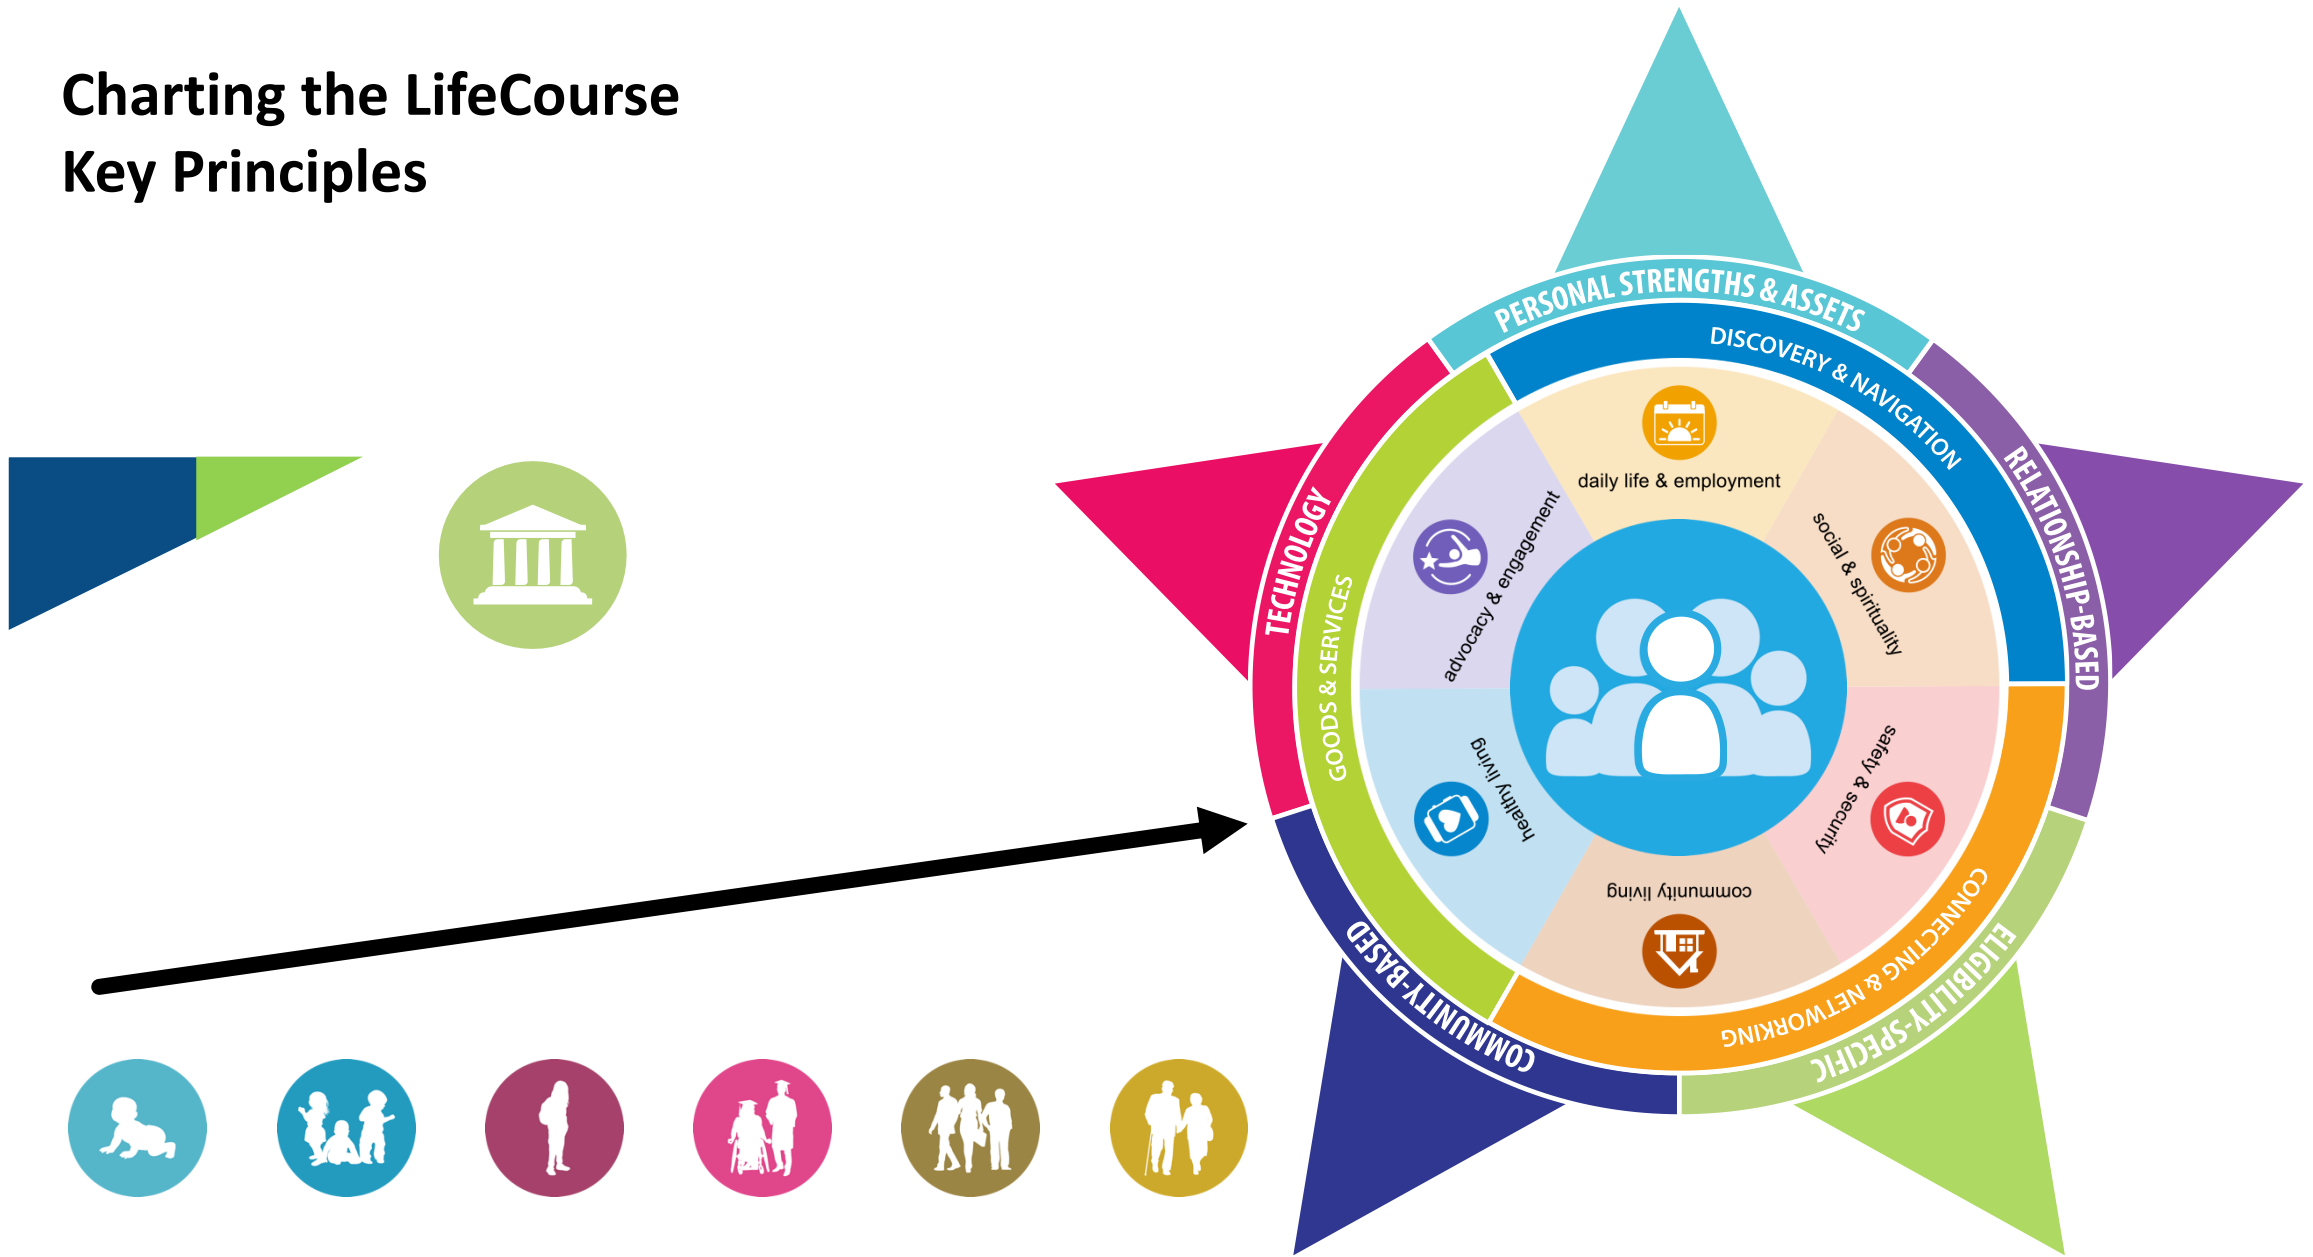 Charting the LifeCourse
Key Principles
PERSONAL STRENGTHS & ASSETS
RELATIONSHIP-BASED
ELIGIBILITY-SPECIFIC
COMMUNITY-BASED
TECHNOLOGY
DISCOVERY & NAVIGATION
CONNECTING & NETWORKING
GOODS & SERVICES
daily life & employment
social & spirituality
safety & security
community living
healthy living
advocacy & engagement